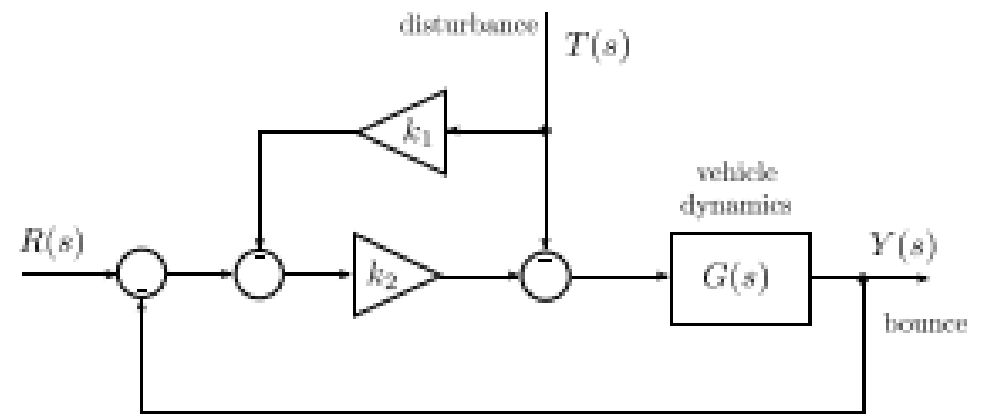 disturbance
T(s)
k₁
vehicle
dynamics
R(s)
k₂
G(s)
Y(s)
bounce